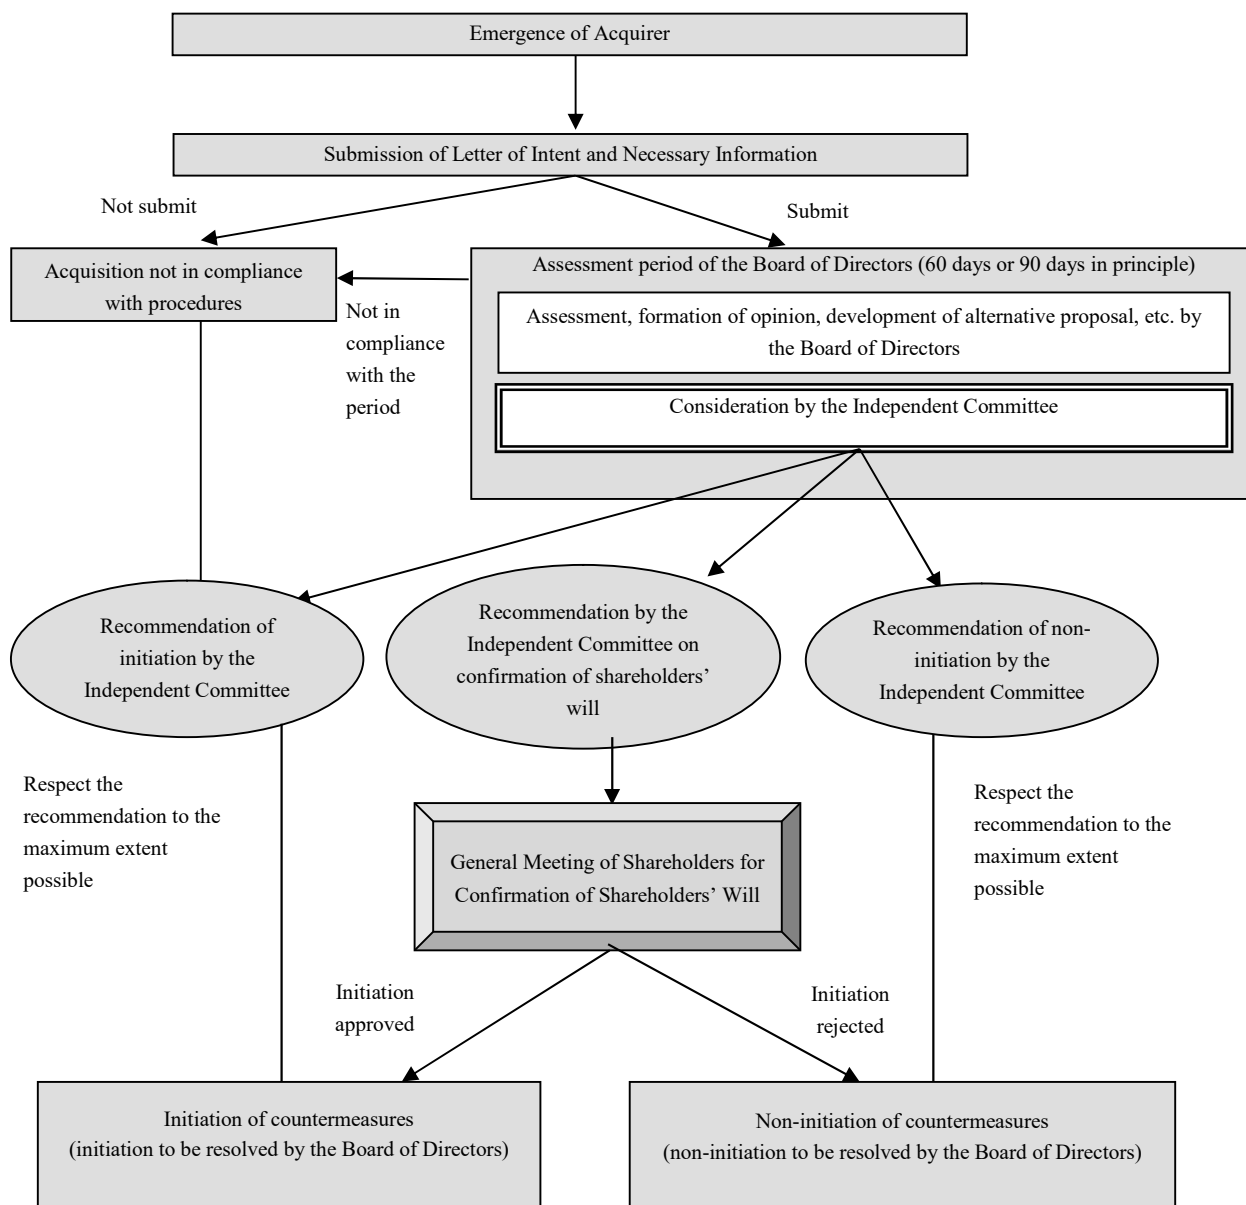 Emergence of Acquirer
Submission of Letter of Intent and Necessary Information
Not submit
Submit
Acquisition not in compliance
with procedures
Assessment period of the Board of Directors (60 days or 90 days in principle)
Assessment, formation of opinion, development of alternative proposal, etc. by
the Board of Directors
Not in
compliance
with the
period
Consideration by the Independent Committee
Recommendation of
initiation by the
Independent Committee
Recommendation by the
Independent Committee on
confirmation of shareholders’
will
Recommendation of non-
initiation by the
Independent Committee
Respect the
recommendation to the
maximum extent
possible
General Meeting of Shareholders for
Confirmation of Shareholders’ Will
Respect the
recommendation to the
maximum extent
possible
Initiation
approved
Initiation
rejected
Initiation of countermeasures
(initiation to be resolved by the Board of Directors)
Non-initiation of countermeasures
(non-initiation to be resolved by the Board of Directors)